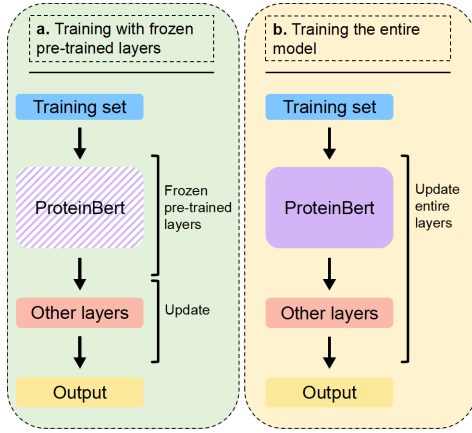 a. Training with frozen
pre-trained layers
Training set
ProteinBert
Frozen
pre-trained
layers
Other layers
Update
Output
b. Training the entire
model
Training set
ProteinBert
Update
entire
layers
Other layers
Output